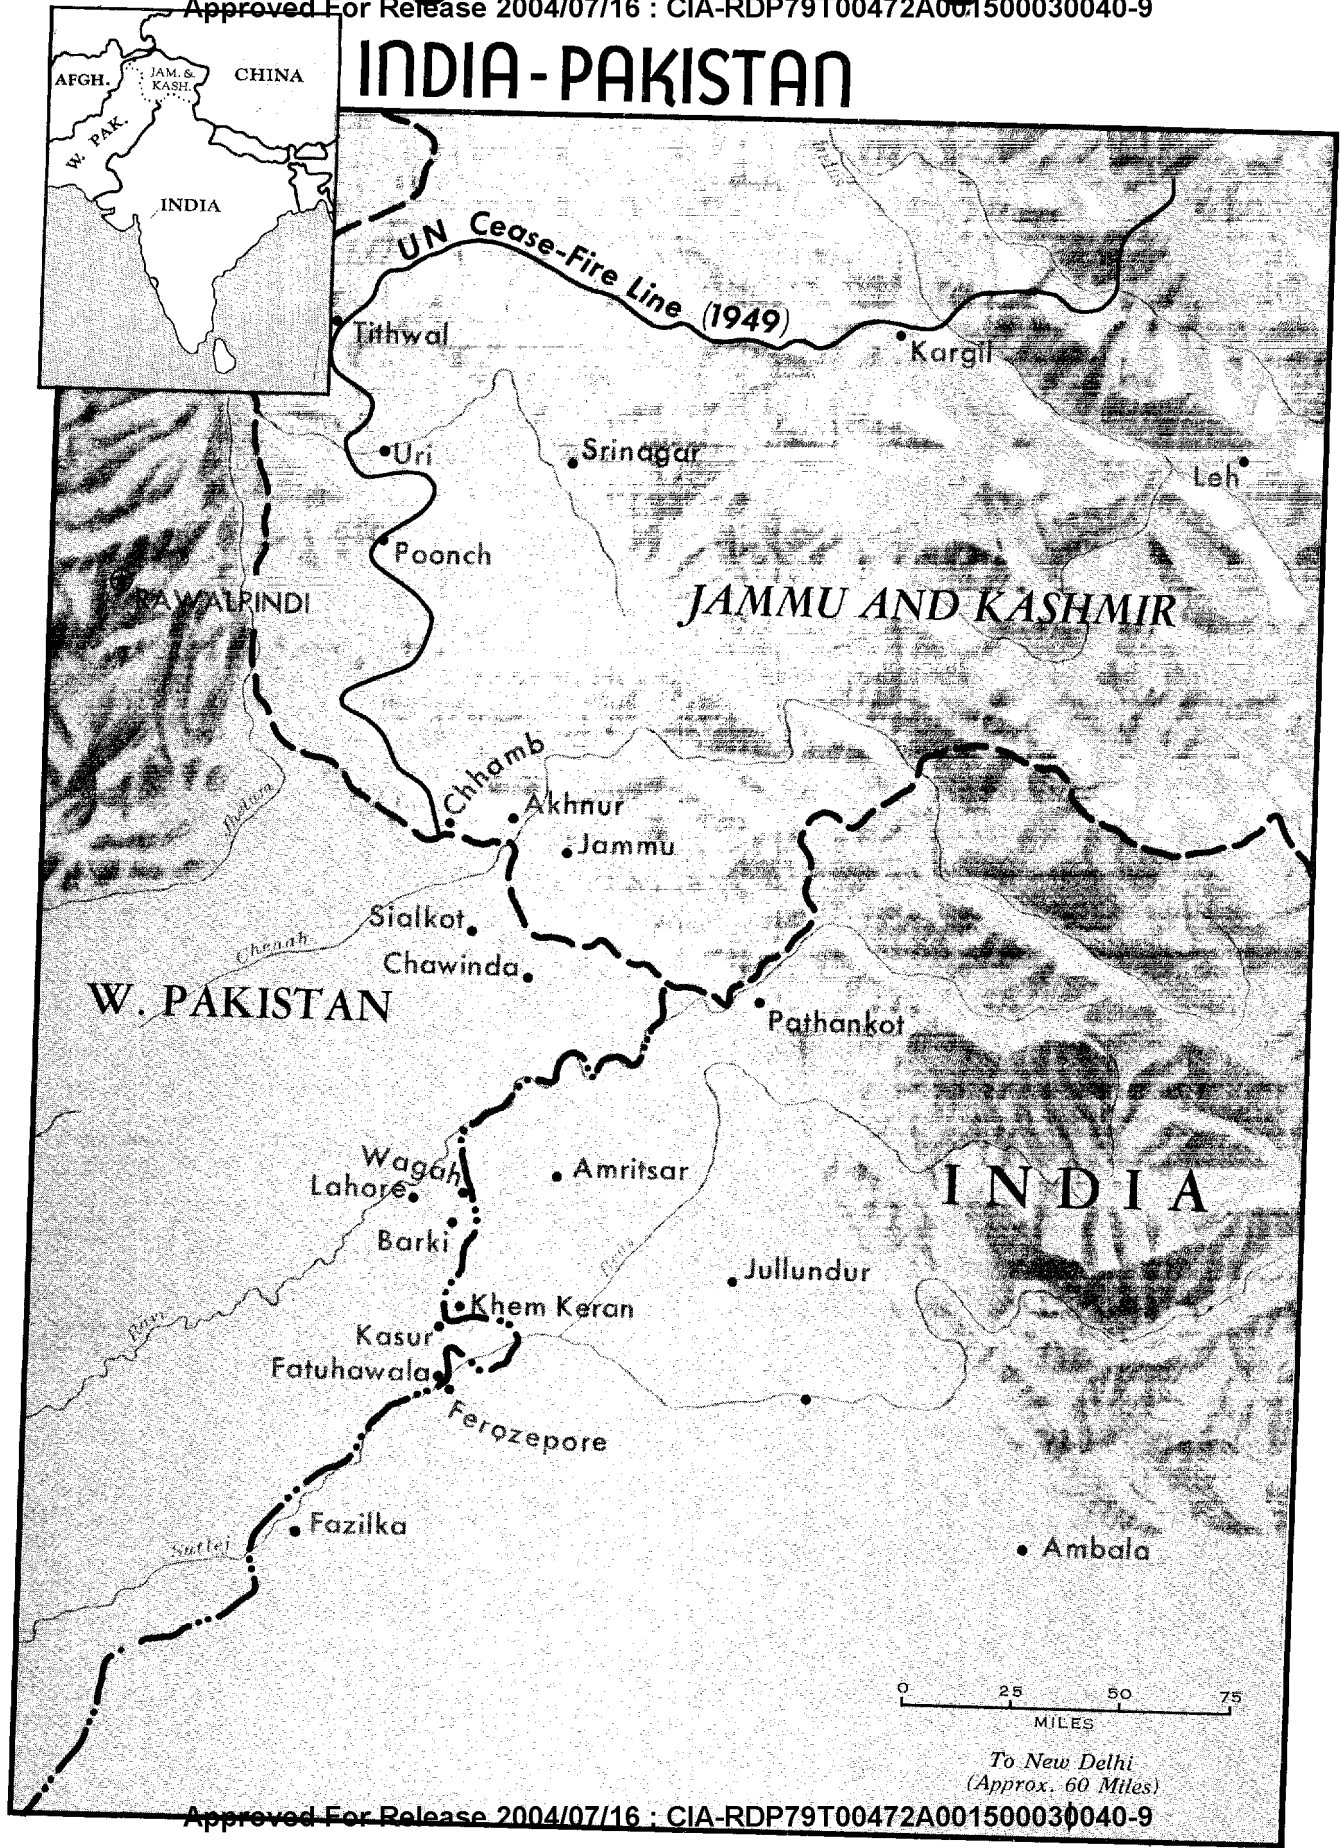 Approved For Release 2004/07/16 : CIA-RDP79T00472A001500030040-9
INDIA-PAKISTAN
AFGH.
JAM. &
KASH.
CHINA
W. PAK.
INDIA
UN Cease-Fire Line (1949)
Tithwal
Kargil
Uri
Srinagar
Leh
Poonch
RAWALPINDI
JAMMU AND KASHMIR
Chhamb
Akhnur
Jammu
Jhelum
Sialkot
Chenab
Chawinda
W. PAKISTAN
Pathankot
Wagah
Amritsar
Lahore
INDIA
Barki
Jullundur
Khem Keran
Ravi
Kasur
Fatuhawala
Ferozepore
Fazilka
Sutlej
Ambala
0 25 50 75
MILES
To New Delhi
(Approx. 60 Miles)
Approved For Release 2004/07/16 : CIA-RDP79T00472A001500030040-9